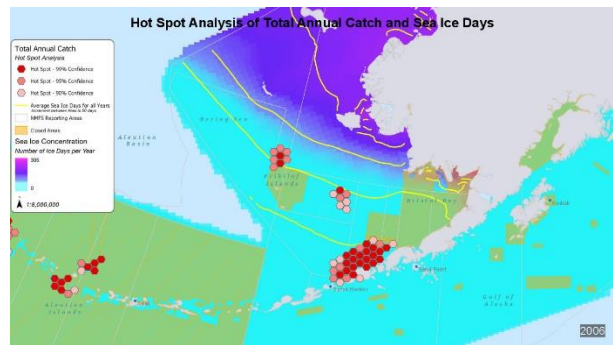 Hot Spot Analysis of Total Annual Catch and Sea Ice Days
Total Annual Catch
Hot Spot Analysis
Hot Spot - 99% Confidence
Hot Spot - 95% Confidence
Hot Spot - 90% Confidence
Average Sea Ice Days for all Years
NMFS Reporting Areas
Closed Areas
Sea Ice Concentration
Number of Ice Days per Year
306
0
1:8,000,000
Aleutian
Basin
Bering Sea
Pribilof
Islands
Bristol Bay
Kodiak
Sand Point
Gulf of
Alaska
Aleutian
Islands
2006